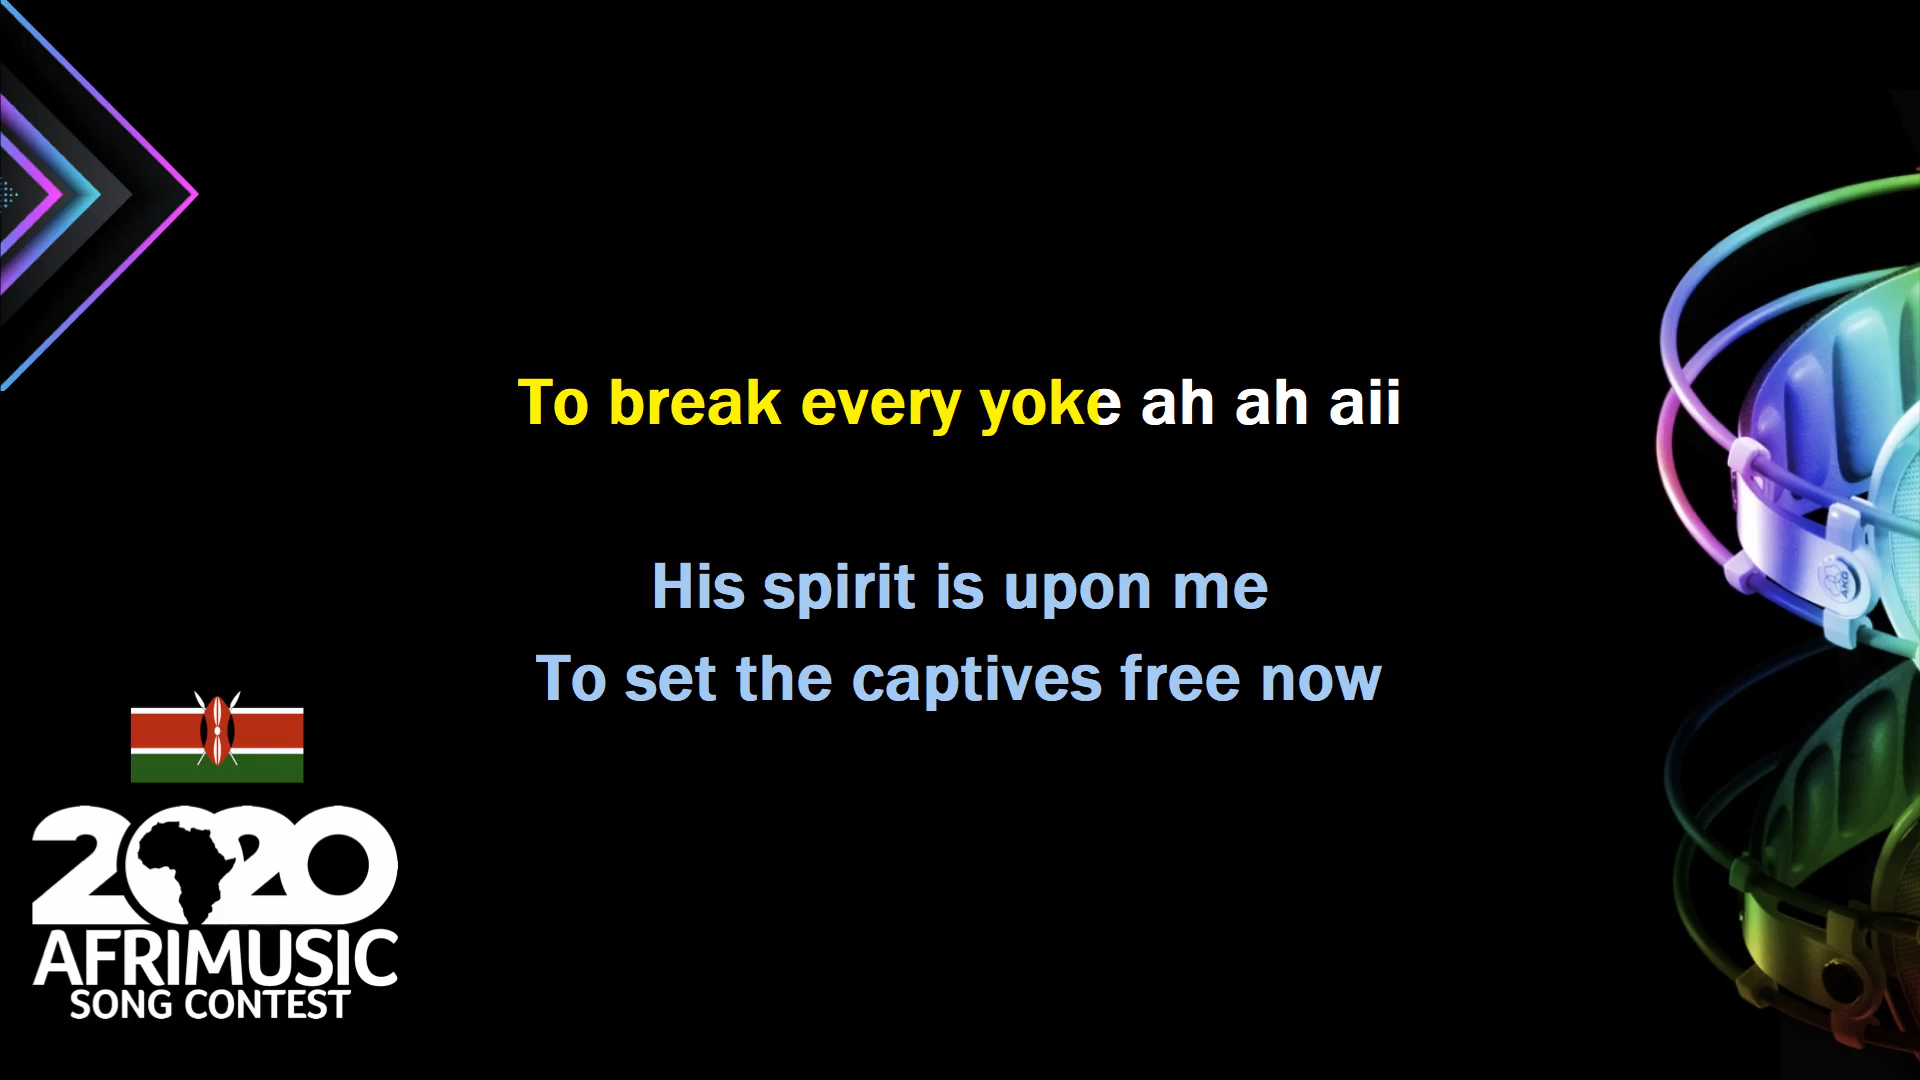 To break every yoke ah ah aii
His spirit is upon me
To set the captives free now
2020
AFRIMUSIC
SONG CONTEST
AKG